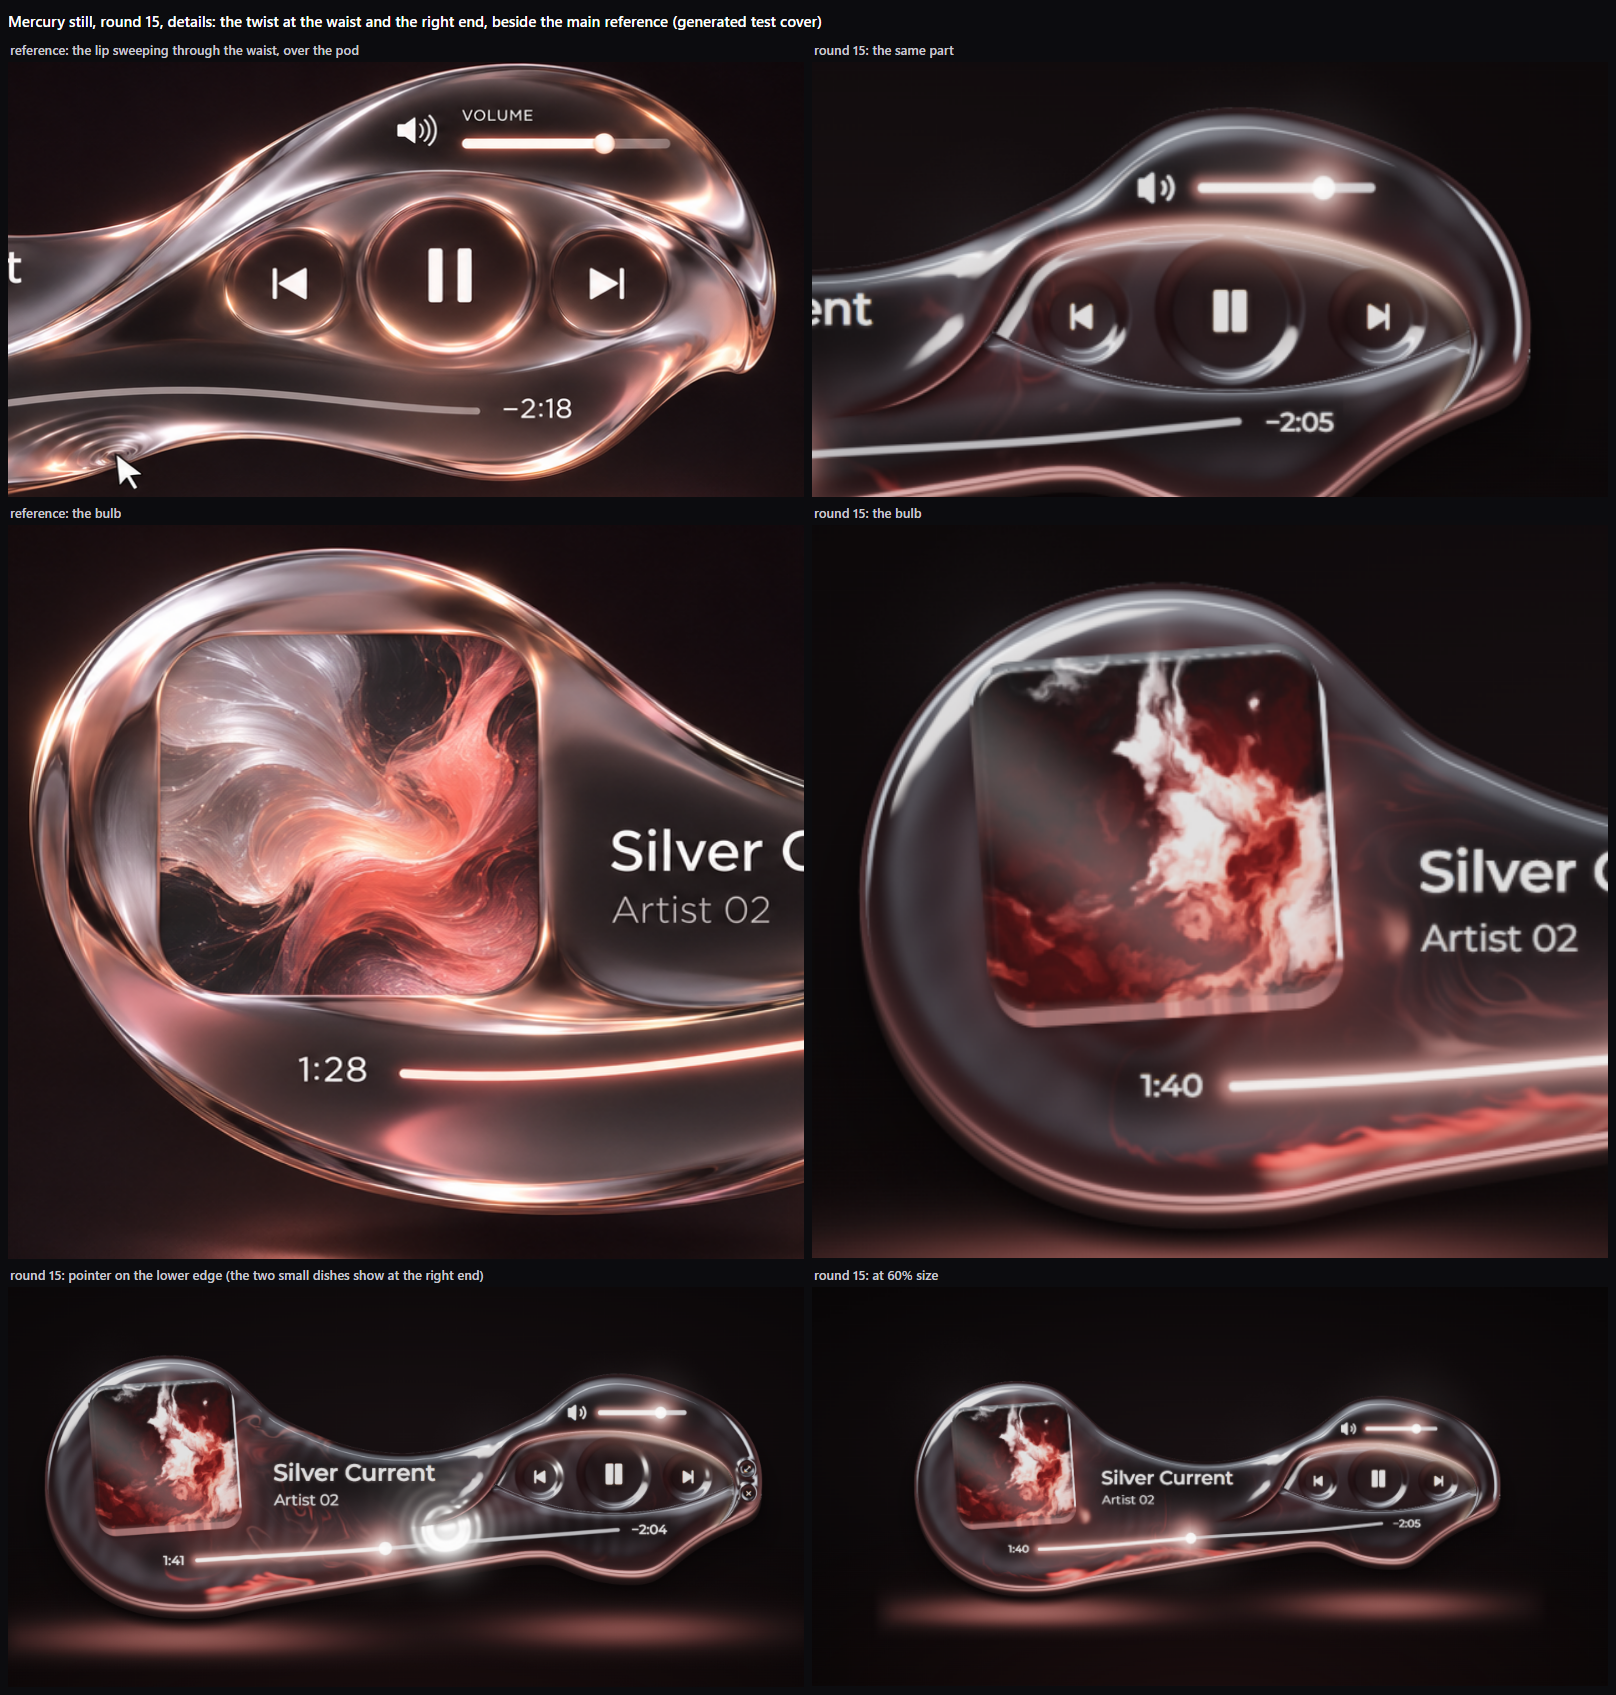 Mercury still, round 15, details: the twist at the waist and the right end, beside the main reference (generated test cover)
reference: the lip sweeping through the waist, over the pod
round 15: the same part
VOLUME
t
−2:18
ent
−2:05
reference: the bulb
round 15: the bulb
Silver C
Artist 02
1:28
Silver C
Artist 02
1:40
round 15: pointer on the lower edge (the two small dishes show at the right end)
round 15: at 60% size
Silver Current
Artist 02
1:41
−2:04
Silver Current
Artist 02
1:40
−2:05